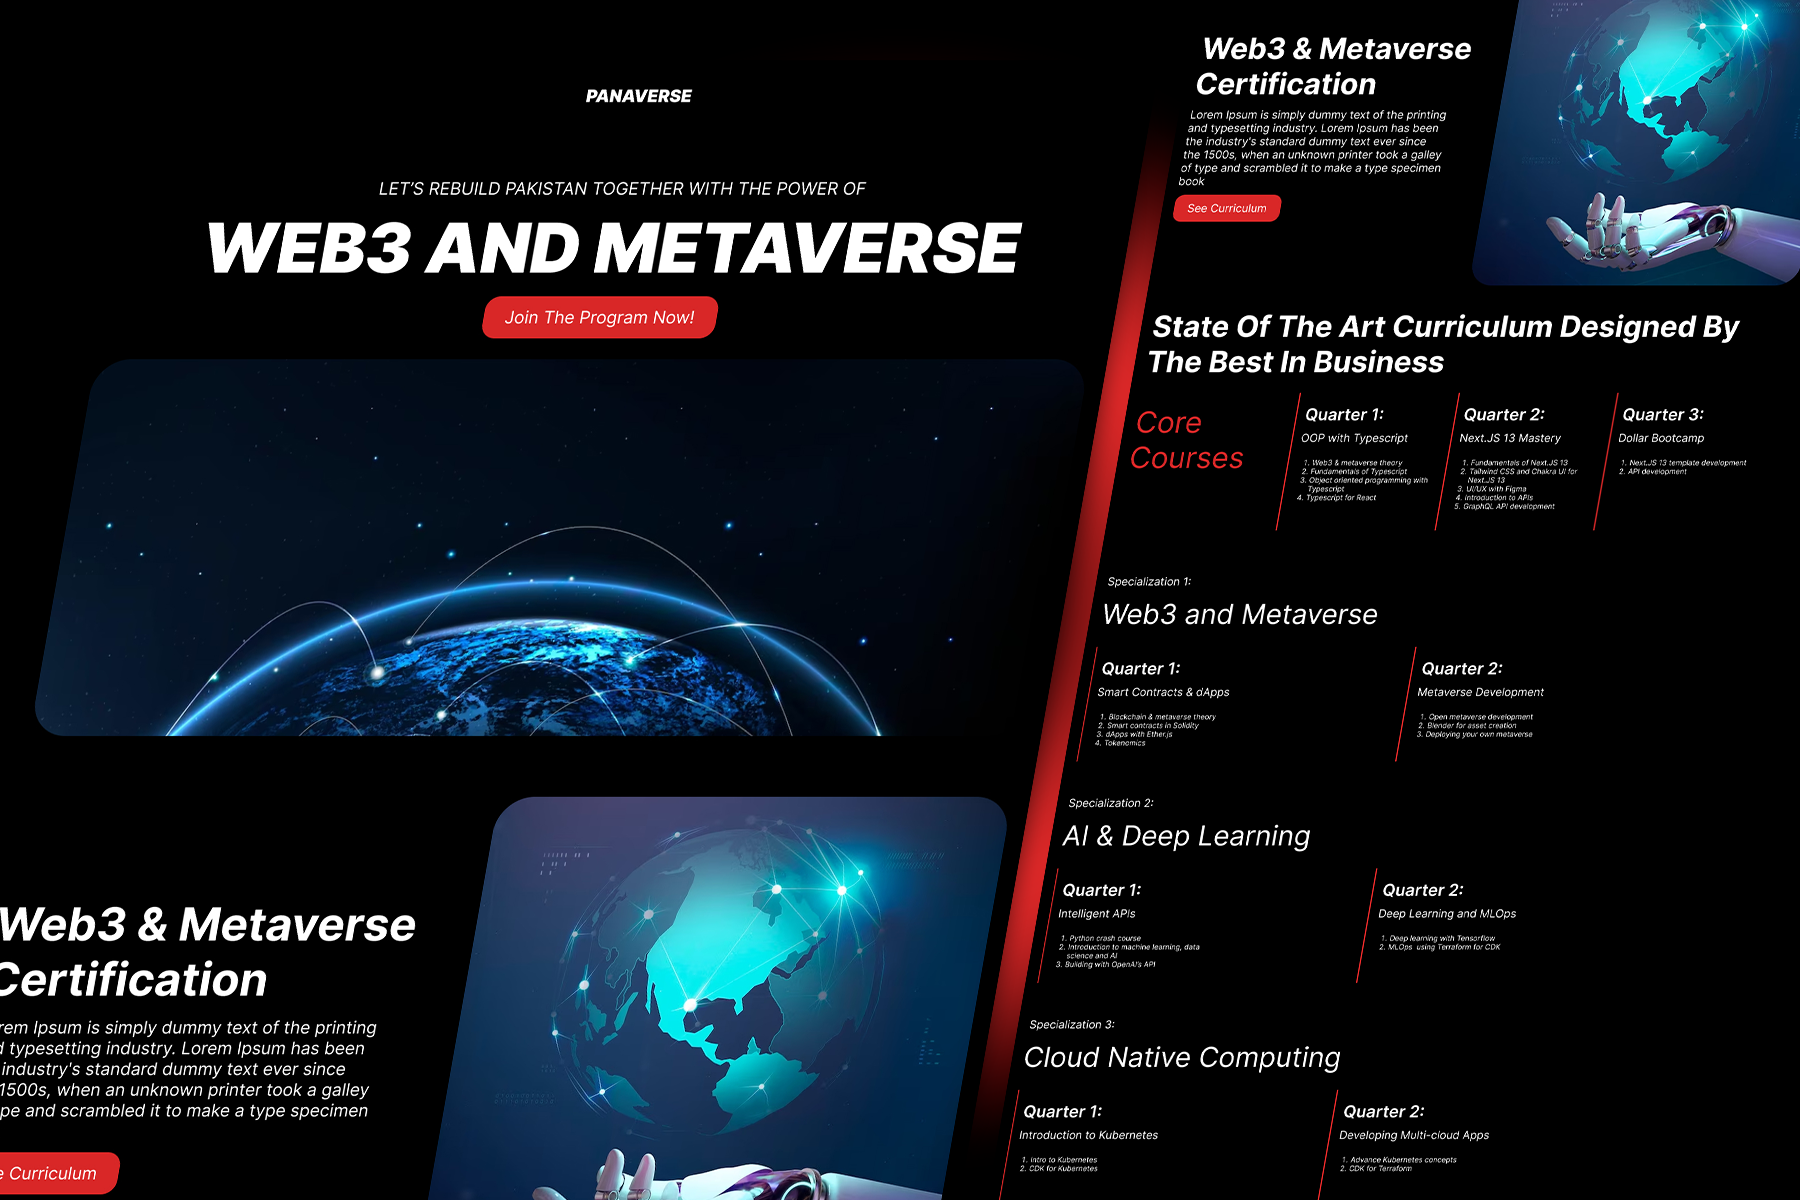 PANAVERSE
LET'S REBUILD PAKISTAN TOGETHER WITH THE POWER OF
WEB3 AND METAVERSE
Join The Program Now!
Web3 & Metaverse
Certification
rem Ipsum is simply dummy text of the printing
d typesetting industry. Lorem Ipsum has been
industry's standard dummy text ever since
1500s, when an unknown printer took a galley
pe and scrambled it to make a type specimen
e Curriculum
Web3 & Metaverse
Certification
Lorem Ipsum is simply dummy text of the printing
and typesetting industry. Lorem Ipsum has been
the industry's standard dummy text ever since
the 1500s, when an unknown printer took a galley
of type and scrambled it to make a type specimen
book
See Curriculum
State Of The Art Curriculum Designed By
The Best In Business
Core
Courses
Quarter 1:
OOP with Typescript
1. Web3 & metaverse theory
2. Fundamentals of Typescript
3. Object oriented programming with
Typescript
4. Typescript for React
Quarter 2:
Next.JS 13 Mastery
1. Fundamentals of Next.JS 13
2. Tailwind CSS and Chakra UI for
Next.JS 13
3. UI/UX with Figma
4. Introduction to APIs
5. GraphQL API development
Quarter 3:
Dollar Bootcamp
1. Next.JS 13 template development
2. API development
Specialization 1:
Web3 and Metaverse
Quarter 1:
Smart Contracts & dApps
1. Blockchain & metaverse theory
2. Smart contracts in Solidity
3. dApps with Ether.js
4. Tokenomics
Quarter 2:
Metaverse Development
1. Open metaverse development
2. Blender for asset creation
3. Deploying your own metaverse
Specialization 2:
AI & Deep Learning
Quarter 1:
Intelligent APIs
1. Python crash course
2. Introduction to machine learning, data
science and AI
3. Building with OpenAI's API
Quarter 2:
Deep Learning and MLOps
1. Deep learning with Tensorflow
2. MLOps using Terraform for CDK
Specialization 3:
Cloud Native Computing
Quarter 1:
Introduction to Kubernetes
1. Intro to Kubernetes
2. CDK for Kubernetes
Quarter 2:
Developing Multi-cloud Apps
1. Advance Kubernetes concepts
2. CDK for Terraform